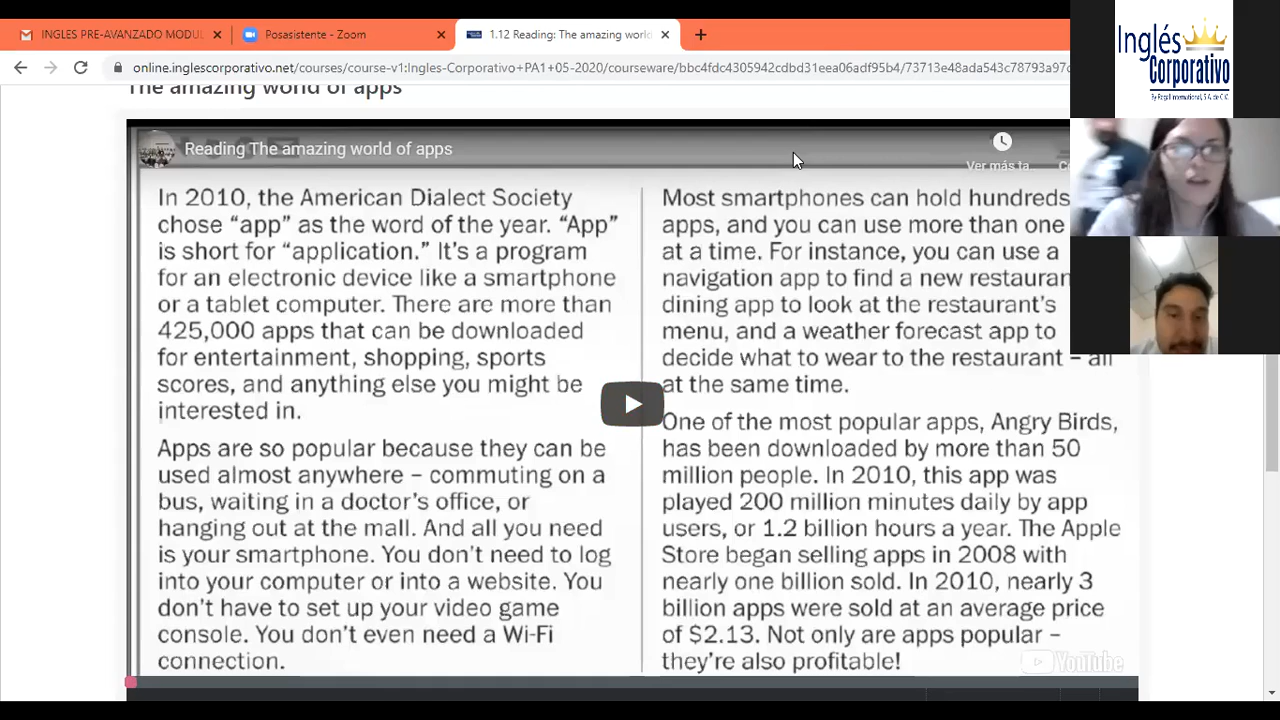 INGLES PRE-AVANZADO MODUL
Posasistente - Zoom
1.12 Reading: The amazing world
online.inglescorporativo.net/courses/course-v1:Ingles-Corporativo+PA1+05-2020/courseware/bbc4fdc4305942cdbd31eea06adf95b4/73713e48ada543c78793a97c
The amazing world of apps
Reading The amazing world of apps
Ver más ta...
In 2010, the American Dialect Society
chose “app” as the word of the year. “App”
is short for “application.” It’s a program
for an electronic device like a smartphone
or a tablet computer. There are more than
425,000 apps that can be downloaded
for entertainment, shopping, sports
scores, and anything else you might be
interested in.
Apps are so popular because they can be
used almost anywhere – commuting on a
bus, waiting in a doctor’s office, or
hanging out at the mall. And all you need
is your smartphone. You don’t need to log
into your computer or into a website. You
don’t have to set up your video game
console. You don’t even need a Wi-Fi
connection.
Most smartphones can hold hundreds
apps, and you can use more than one
at a time. For instance, you can use a
navigation app to find a new restauran
dining app to look at the restaurant’s
menu, and a weather forecast app to
decide what to wear to the restaurant – all
at the same time.
One of the most popular apps, Angry Birds,
has been downloaded by more than 50
million people. In 2010, this app was
played 200 million minutes daily by app
users, or 1.2 billion hours a year. The Apple
Store began selling apps in 2008 with
nearly one billion sold. In 2010, nearly 3
billion apps were sold at an average price
of $2.13. Not only are apps popular –
they’re also profitable!
YouTube
Inglés
Corporativo
By Regall International, S.A. de C.V.